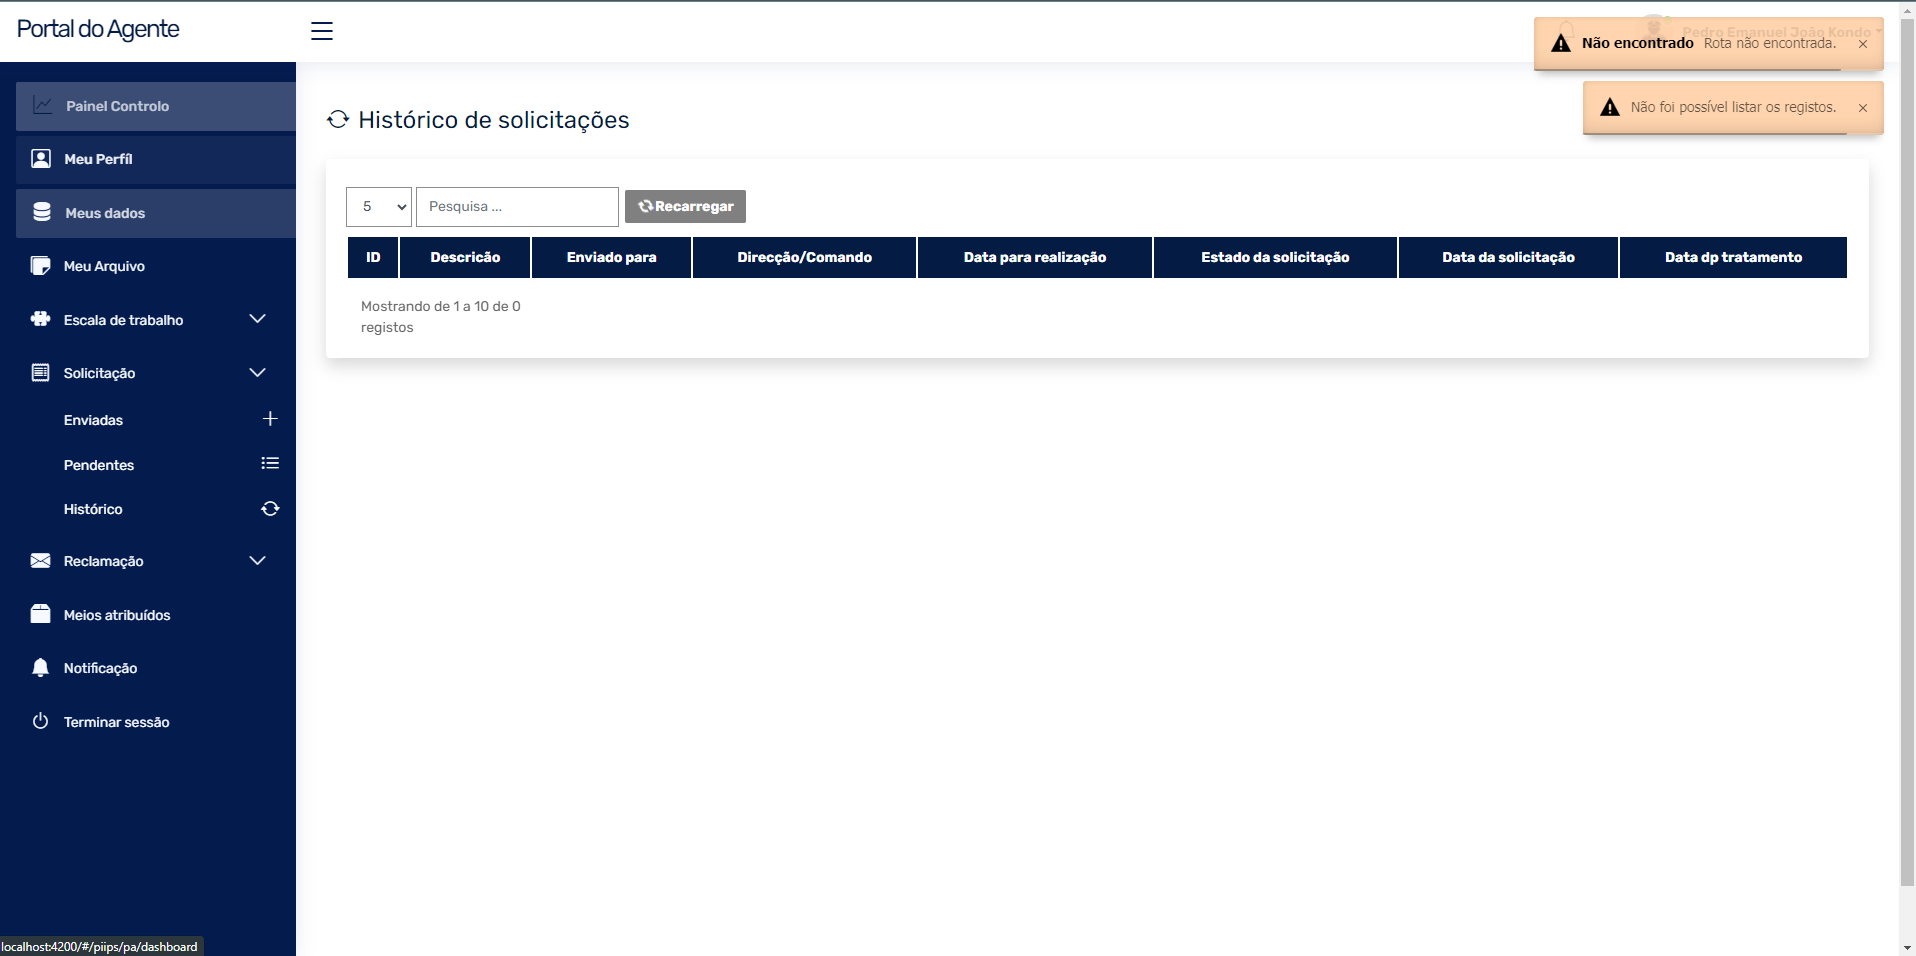 Portal do Agente
Pedro Emanuel João Kondo
Não encontrado Rota não encontrada. ×
Não foi possível listar os registos. ×
Painel Controlo
Meu Perfíl
Meus dados
Meu Arquivo
Escala de trabalho
Solicitação
Enviadas
Pendentes
Histórico
Reclamação
Meios atribuídos
Notificação
Terminar sessão
Histórico de solicitações
5 Pesquisa ... Recarregar
ID Descricão Enviado para Direcção/Comando Data para realização Estado da solicitação Data da solicitação Data dp tratamento
Mostrando de 1 a 10 de 0
registos
localhost:4200/#/piips/pa/dashboard